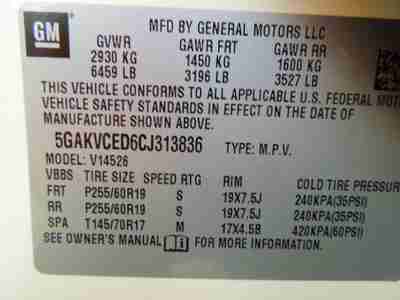 GM
MFD BY GENERAL MOTORS LLC
GVWR GAWR FRT GAWR RR
2930 KG 1450 KG 1600 KG
6459 LB 3196 LB 3527 LB
THIS VEHICLE CONFORMS TO ALL APPLICABLE U.S. FEDERAL MOTOR
VEHICLE SAFETY STANDARDS IN EFFECT ON THE DATE OF
MANUFACTURE SHOWN ABOVE.
5GAKVCED6CJ313836 TYPE: M.P.V.
MODEL: V14526
VBBS TIRE SIZE SPEED RTG RIM COLD TIRE PRESSUR
FRT P255/60R19 S 19X7.5J 240KPA(35PSI)
RR P255/60R19 S 19X7.5J 240KPA(35PSI)
SPA T145/70R17 M 17X4.5B 420KPA(60PSI)
SEE OWNER'S MANUAL FOR MORE INFORMATION